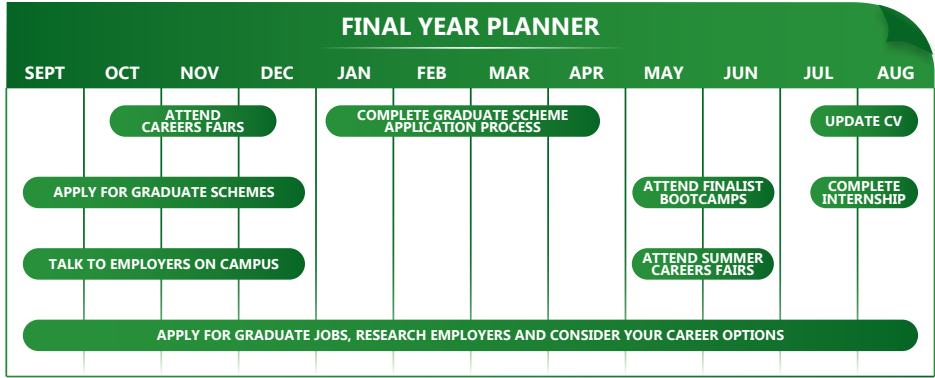 FINAL YEAR PLANNER
SEPT OCT NOV DEC JAN FEB MAR APR MAY JUN JUL AUG
ATTEND
CAREERS FAIRS
COMPLETE GRADUATE SCHEME
APPLICATION PROCESS
UPDATE CV
APPLY FOR GRADUATE SCHEMES
ATTEND FINALIST
BOOTCAMPS
COMPLETE
INTERNSHIP
TALK TO EMPLOYERS ON CAMPUS
ATTEND SUMMER
CAREERS FAIRS
APPLY FOR GRADUATE JOBS, RESEARCH EMPLOYERS AND CONSIDER YOUR CAREER OPTIONS